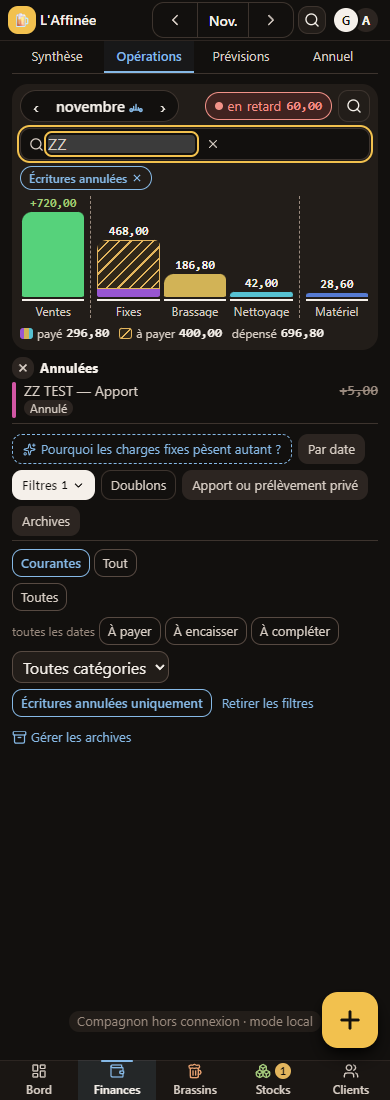 L'Affinée
Nov.
G A
Synthèse Opérations Prévisions Annuel
novembre
en retard 60,00
ZZ
Écritures annulées ×
+720,00 468,00 186,80 42,00 28,60
Ventes Fixes Brassage Nettoyage Matériel
payé 296,80 à payer 400,00 dépensé 696,80
Annulées
ZZ TEST — Apport +5,00
Annulé
Pourquoi les charges fixes pèsent autant ? Par date
Filtres 1 Doublons Apport ou prélèvement privé
Archives
Courantes Tout
Toutes
toutes les dates À payer À encaisser À compléter
Toutes catégories
Écritures annulées uniquement Retirer les filtres
Gérer les archives
Compagnon hors connexion · mode local
+
1
Bord Finances Brassins Stocks Clients